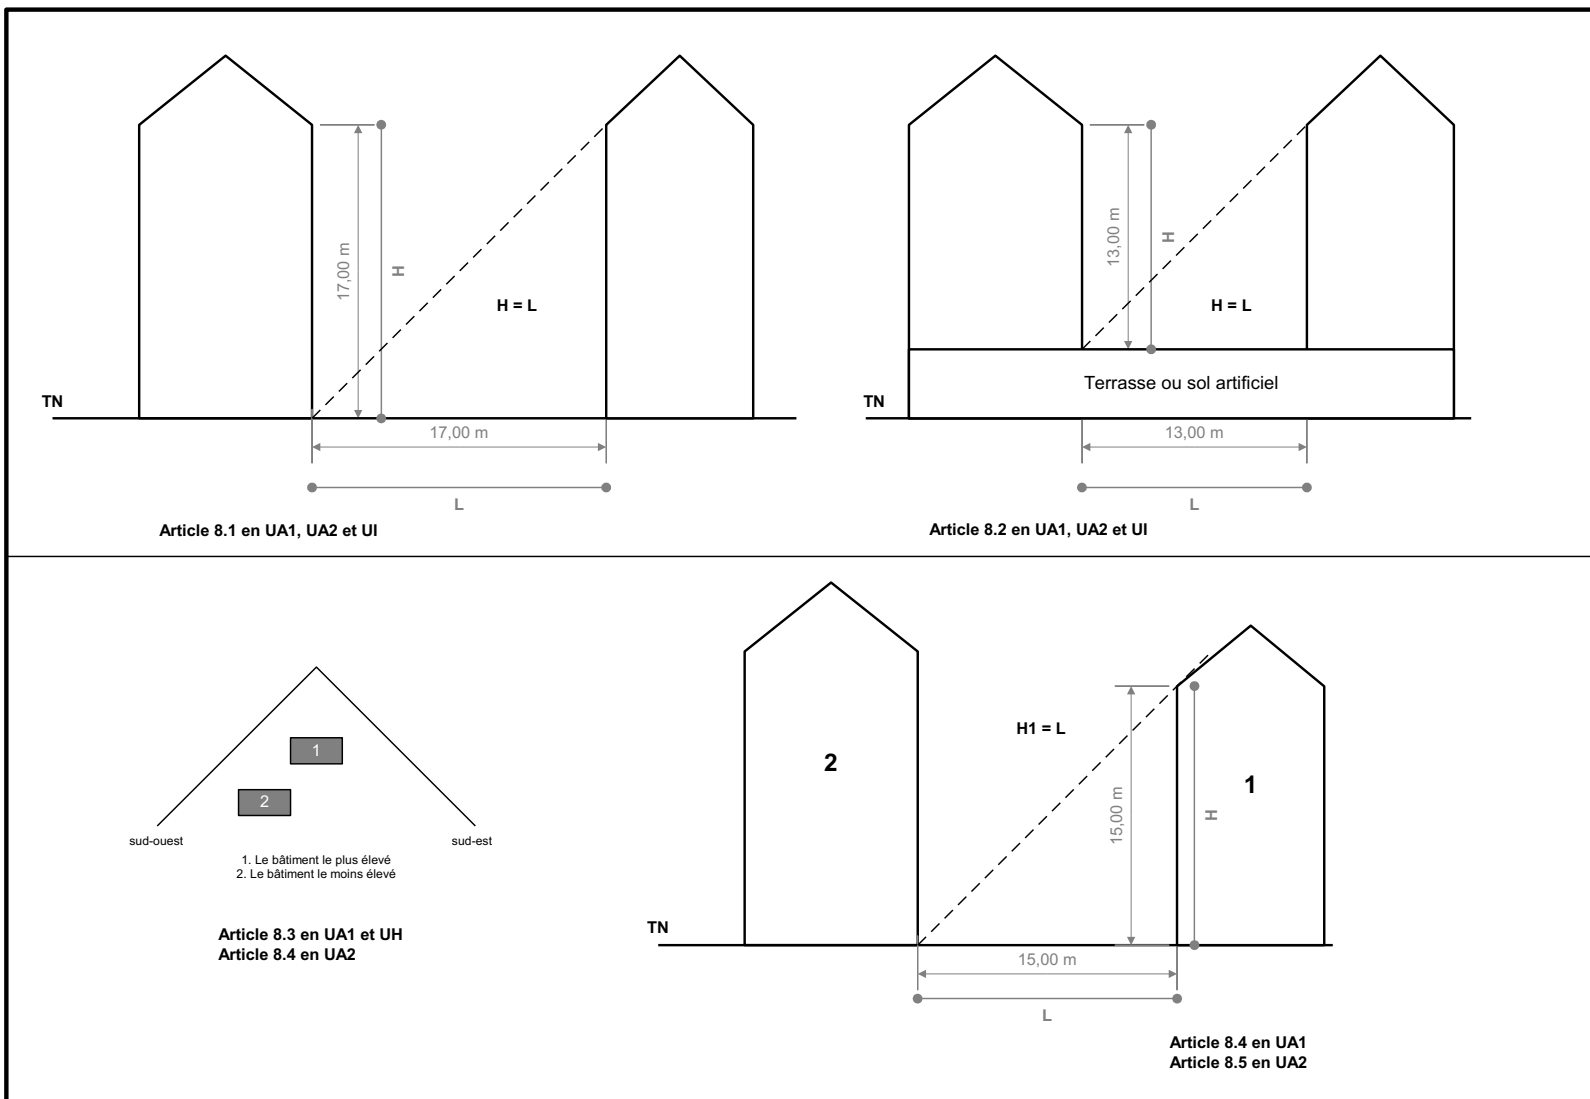 17,00 m
H
H = L
TN
17,00 m
L
Article 8.1 en UA1, UA2 et UI
13,00 m
H
H = L
Terrasse ou sol artificiel
TN
13,00 m
L
Article 8.2 en UA1, UA2 et UI
1
2
sud-ouest
sud-est
1. Le bâtiment le plus élevé
2. Le bâtiment le moins élevé
Article 8.3 en UA1 et UH
Article 8.4 en UA2
H1 = L
2
1
15,00 m
H
TN
15,00 m
L
Article 8.4 en UA1
Article 8.5 en UA2